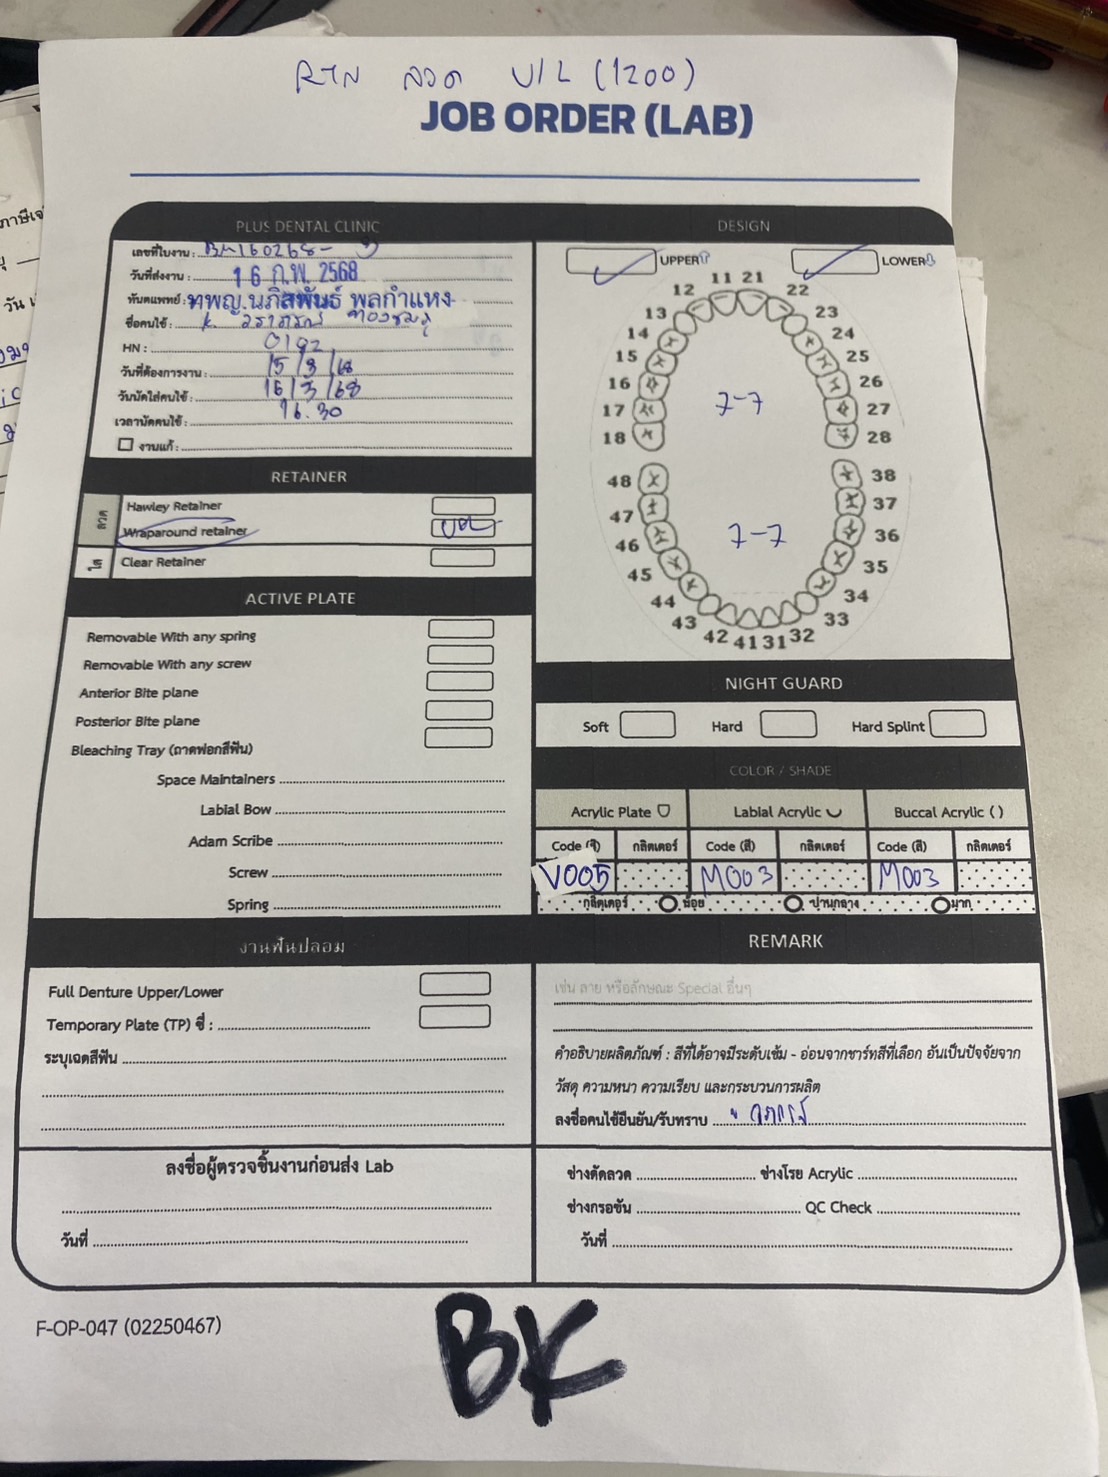 RTN ลวด U/L (1200)
JOB ORDER (LAB)
PLUS DENTAL CLINIC
เลขที่ใบงาน : BK160268-
วันที่ส่งงาน : 16 ก.พ. 2568
ทันตแพทย์ : ทพญ.นภิสพันธ์ พูลกำแหง
ชื่อคนไข้ : K. วราภรณ์
HN : 0192
วันที่ต้องการงาน : 15/3/68
วันนัดใส่คนไข้ : 16/3/68
เวลานัดคนไข้ : 16.30
งานแก้ :
DESIGN
UPPER LOWER
11 21
12 22
13 23
14 24
15 25
16 26
17 27
18 28
7-7
48 38
47 37
46 36
45 35
44 34
43 33
42 41 31 32
7-7
RETAINER
ลวด
Hawley Retainer
Wraparound retainer U/L
ใส
Clear Retainer
ACTIVE PLATE
Removable With any spring
Removable With any screw
Anterior Bite plane
Posterior Bite plane
Bleaching Tray (ถาดฟอกสีฟัน)
Space Maintainers
Labial Bow
Adam Scribe
Screw
Spring
NIGHT GUARD
Soft Hard Hard Splint
COLOR / SHADE
Acrylic Plate Labial Acrylic Buccal Acrylic ( )
Code (สี) กลิตเตอร์ Code (สี) กลิตเตอร์ Code (สี) กลิตเตอร์
V005 M003 M003
กลิตเตอร์ น้อย ปานกลาง มาก
งานฟันปลอม
Full Denture Upper/Lower
Temporary Plate (TP) ซี่ :
ระบุเฉดสีฟัน
REMARK
เช่น ลาย หรือลักษณะ Special อื่นๆ
คำอธิบายผลิตภัณฑ์ : สีที่ได้อาจมีระดับเข้ม - อ่อนจากชาร์ทสีที่เลือก อันเป็นปัจจัยจาก
วัสดุ ความหนา ความเรียบ และกระบวนการผลิต
ลงชื่อคนไข้ยืนยัน/รับทราบ
ลงชื่อผู้ตรวจชิ้นงานก่อนส่ง Lab
วันที่
ช่างดัดลวด ช่างโรย Acrylic
ช่างกรอขัน QC Check
วันที่
F-OP-047 (02250467)
BK